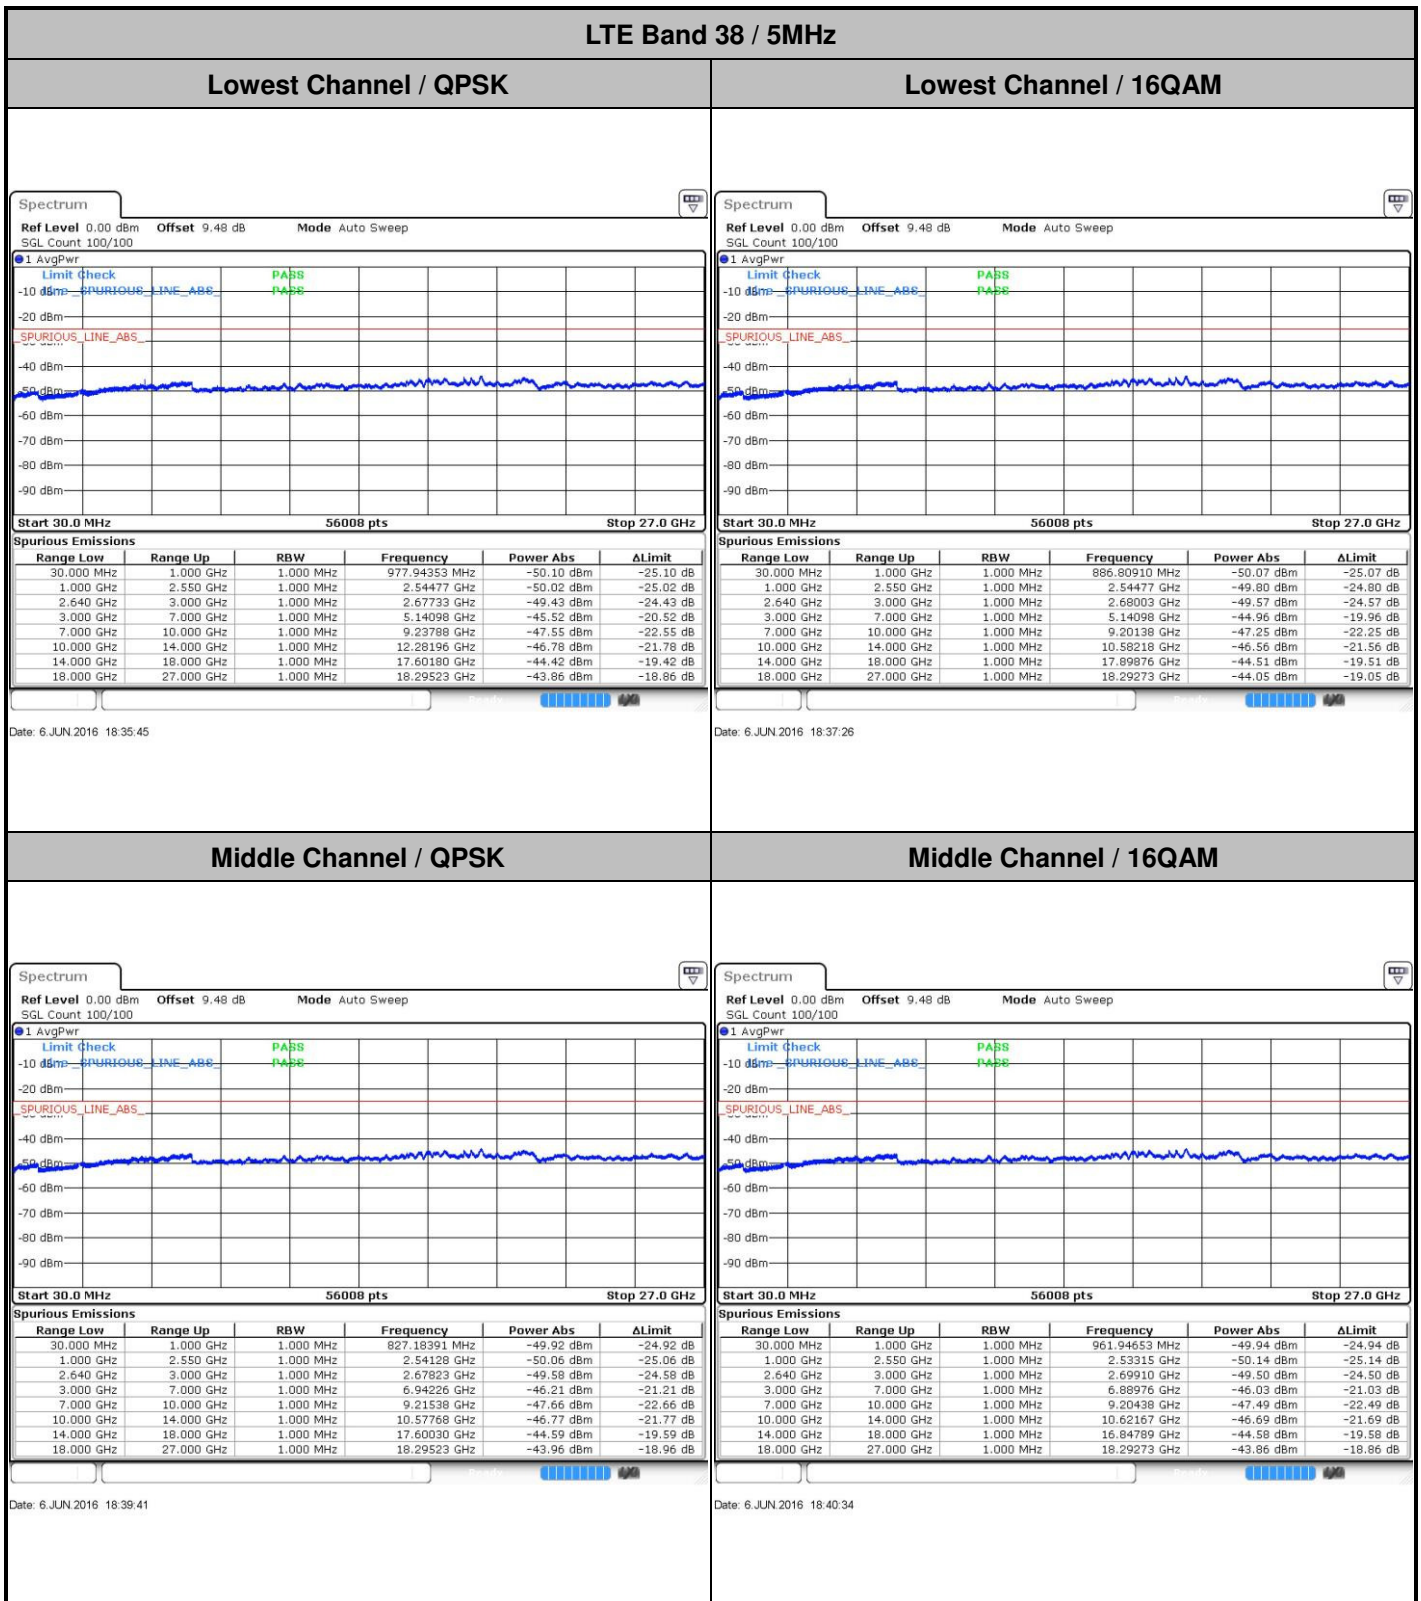 LTE Band 38 / 5MHz
Lowest Channel / QPSK
Lowest Channel / 16QAM
Spectrum
Ref Level 0.00 dBm Offset 9.48 dB Mode Auto Sweep
SGL Count 100/100
1 AvgPwr
Limit Check PASS
-10 dBm Line _SPURIOUS_LINE_ABS_ PASS
-20 dBm
_SPURIOUS_LINE_ABS_
-40 dBm
-50 dBm
-60 dBm
-70 dBm
-80 dBm
-90 dBm
Start 30.0 MHz 56008 pts Stop 27.0 GHz
Spurious Emissions
Range Low Range Up RBW Frequency Power Abs ΔLimit
30.000 MHz 1.000 GHz 1.000 MHz 977.94353 MHz -50.10 dBm -25.10 dB
1.000 GHz 2.550 GHz 1.000 MHz 2.54477 GHz -50.02 dBm -25.02 dB
2.640 GHz 3.000 GHz 1.000 MHz 2.67733 GHz -49.43 dBm -24.43 dB
3.000 GHz 7.000 GHz 1.000 MHz 5.14098 GHz -45.52 dBm -20.52 dB
7.000 GHz 10.000 GHz 1.000 MHz 9.23788 GHz -47.55 dBm -22.55 dB
10.000 GHz 14.000 GHz 1.000 MHz 12.28196 GHz -46.78 dBm -21.78 dB
14.000 GHz 18.000 GHz 1.000 MHz 17.60180 GHz -44.42 dBm -19.42 dB
18.000 GHz 27.000 GHz 1.000 MHz 18.29523 GHz -43.86 dBm -18.86 dB
Date: 6.JUN.2016 18:35:45
Spectrum
Ref Level 0.00 dBm Offset 9.48 dB Mode Auto Sweep
SGL Count 100/100
1 AvgPwr
Limit Check PASS
-10 dBm Line _SPURIOUS_LINE_ABS_ PASS
-20 dBm
_SPURIOUS_LINE_ABS_
-40 dBm
-50 dBm
-60 dBm
-70 dBm
-80 dBm
-90 dBm
Start 30.0 MHz 56008 pts Stop 27.0 GHz
Spurious Emissions
Range Low Range Up RBW Frequency Power Abs ΔLimit
30.000 MHz 1.000 GHz 1.000 MHz 886.80910 MHz -50.07 dBm -25.07 dB
1.000 GHz 2.550 GHz 1.000 MHz 2.54477 GHz -49.80 dBm -24.80 dB
2.640 GHz 3.000 GHz 1.000 MHz 2.68003 GHz -49.57 dBm -24.57 dB
3.000 GHz 7.000 GHz 1.000 MHz 5.14098 GHz -44.96 dBm -19.96 dB
7.000 GHz 10.000 GHz 1.000 MHz 9.20138 GHz -47.25 dBm -22.25 dB
10.000 GHz 14.000 GHz 1.000 MHz 10.58218 GHz -46.56 dBm -21.56 dB
14.000 GHz 18.000 GHz 1.000 MHz 17.89876 GHz -44.51 dBm -19.51 dB
18.000 GHz 27.000 GHz 1.000 MHz 18.29273 GHz -44.05 dBm -19.05 dB
Date: 6.JUN.2016 18:37:26
Middle Channel / QPSK
Middle Channel / 16QAM
Spectrum
Ref Level 0.00 dBm Offset 9.48 dB Mode Auto Sweep
SGL Count 100/100
1 AvgPwr
Limit Check PASS
-10 dBm Line _SPURIOUS_LINE_ABS_ PASS
-20 dBm
_SPURIOUS_LINE_ABS_
-40 dBm
-50 dBm
-60 dBm
-70 dBm
-80 dBm
-90 dBm
Start 30.0 MHz 56008 pts Stop 27.0 GHz
Spurious Emissions
Range Low Range Up RBW Frequency Power Abs ΔLimit
30.000 MHz 1.000 GHz 1.000 MHz 827.18391 MHz -49.92 dBm -24.92 dB
1.000 GHz 2.550 GHz 1.000 MHz 2.54128 GHz -50.06 dBm -25.06 dB
2.640 GHz 3.000 GHz 1.000 MHz 2.67823 GHz -49.58 dBm -24.58 dB
3.000 GHz 7.000 GHz 1.000 MHz 6.94226 GHz -46.21 dBm -21.21 dB
7.000 GHz 10.000 GHz 1.000 MHz 9.21538 GHz -47.66 dBm -22.66 dB
10.000 GHz 14.000 GHz 1.000 MHz 10.57768 GHz -46.77 dBm -21.77 dB
14.000 GHz 18.000 GHz 1.000 MHz 17.60030 GHz -44.59 dBm -19.59 dB
18.000 GHz 27.000 GHz 1.000 MHz 18.29523 GHz -43.96 dBm -18.96 dB
Date: 6.JUN.2016 18:39:41
Spectrum
Ref Level 0.00 dBm Offset 9.48 dB Mode Auto Sweep
SGL Count 100/100
1 AvgPwr
Limit Check PASS
-10 dBm Line _SPURIOUS_LINE_ABS_ PASS
-20 dBm
_SPURIOUS_LINE_ABS_
-40 dBm
-50 dBm
-60 dBm
-70 dBm
-80 dBm
-90 dBm
Start 30.0 MHz 56008 pts Stop 27.0 GHz
Spurious Emissions
Range Low Range Up RBW Frequency Power Abs ΔLimit
30.000 MHz 1.000 GHz 1.000 MHz 961.94653 MHz -49.94 dBm -24.94 dB
1.000 GHz 2.550 GHz 1.000 MHz 2.53315 GHz -50.14 dBm -25.14 dB
2.640 GHz 3.000 GHz 1.000 MHz 2.69910 GHz -49.50 dBm -24.50 dB
3.000 GHz 7.000 GHz 1.000 MHz 6.88976 GHz -46.03 dBm -21.03 dB
7.000 GHz 10.000 GHz 1.000 MHz 9.20438 GHz -47.49 dBm -22.49 dB
10.000 GHz 14.000 GHz 1.000 MHz 10.62167 GHz -46.69 dBm -21.69 dB
14.000 GHz 18.000 GHz 1.000 MHz 16.84789 GHz -44.58 dBm -19.58 dB
18.000 GHz 27.000 GHz 1.000 MHz 18.29273 GHz -43.86 dBm -18.86 dB
Date: 6.JUN.2016 18:40:34